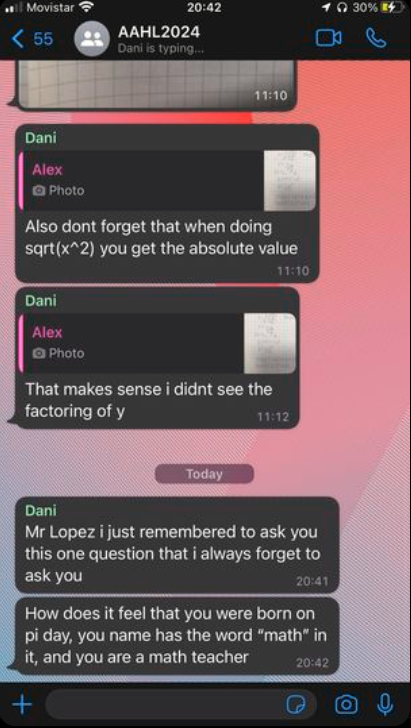 Movistar 20:42 30%
55 AAHL2024
Dani is typing...
11:10
Dani
Alex
Photo
Also dont forget that when doing
sqrt(x^2) you get the absolute value
11:10
Dani
Alex
Photo
That makes sense i didnt see the
factoring of y
11:12
Today
Dani
Mr Lopez i just remembered to ask you
this one question that i always forget to
ask you
20:41
How does it feel that you were born on
pi day, you name has the word “math” in
it, and you are a math teacher
20:42